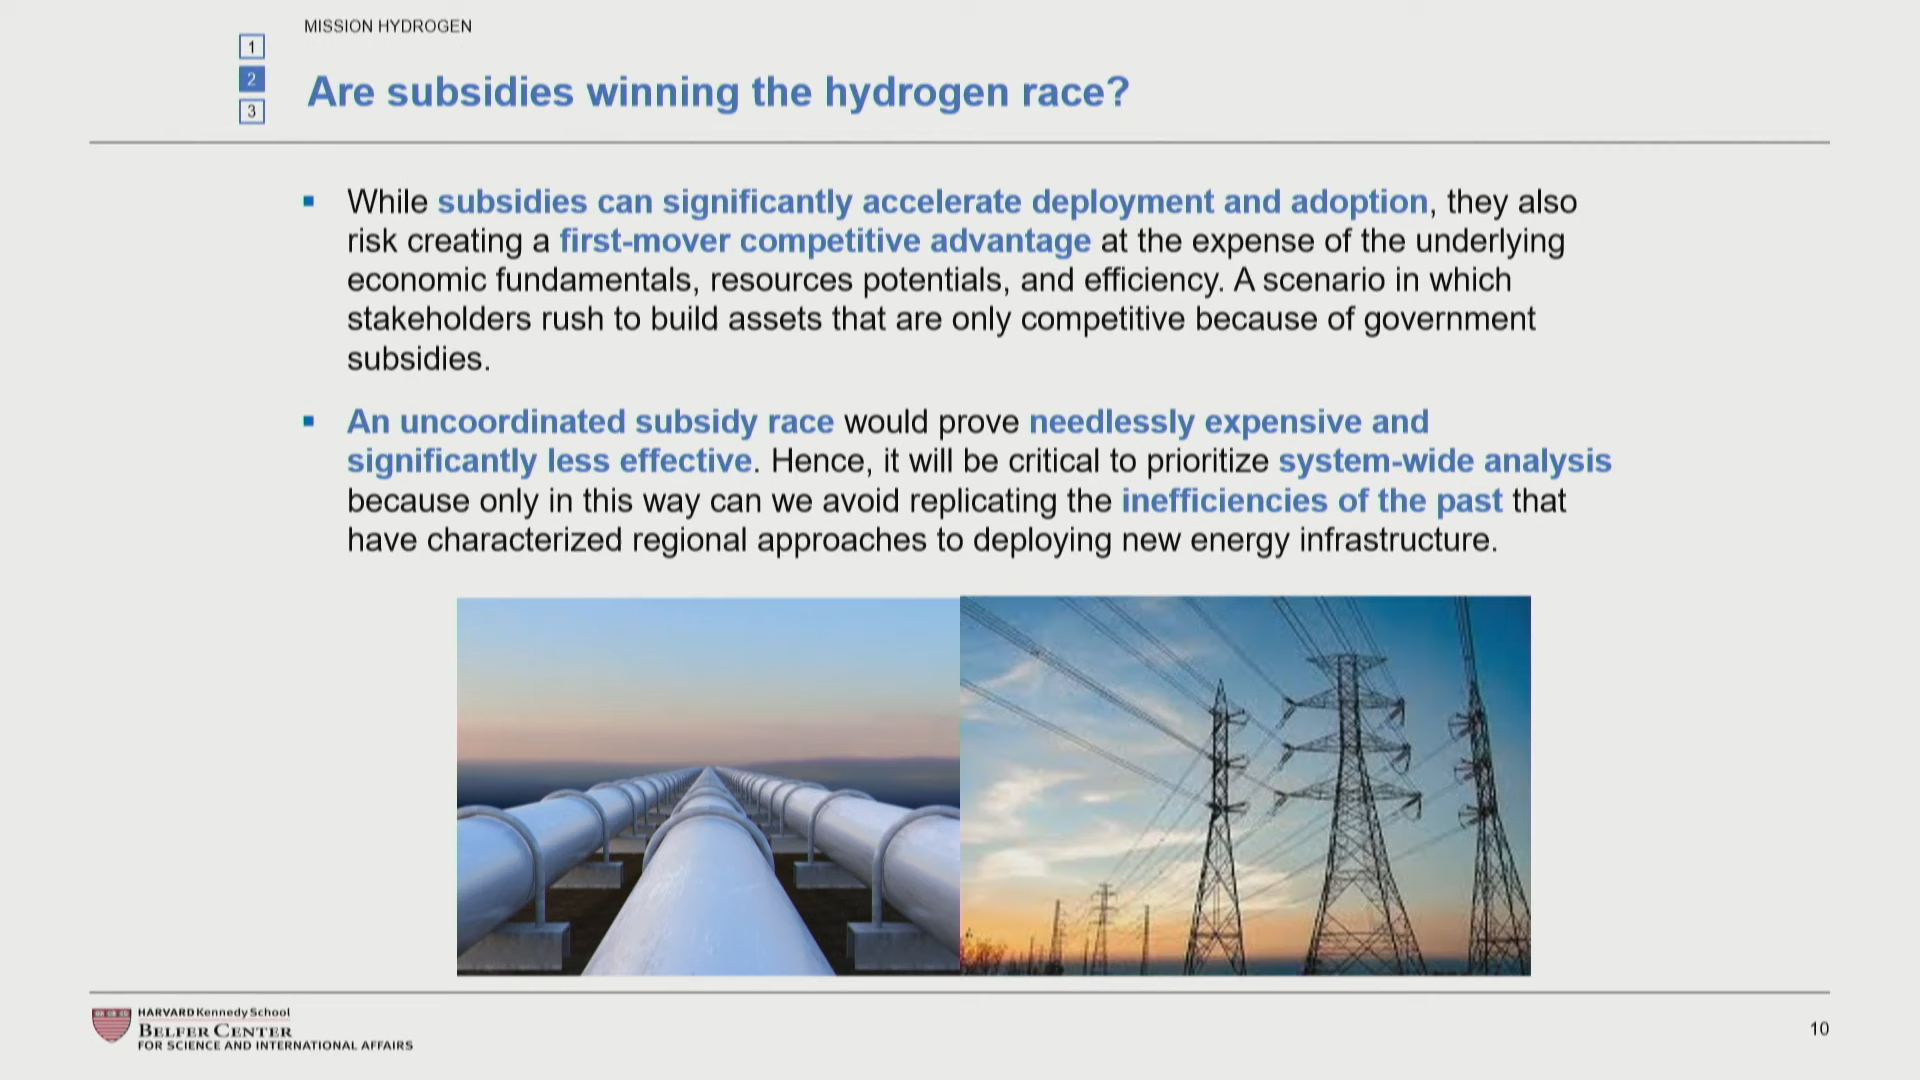 MISSION HYDROGEN
1
2
3
Are subsidies winning the hydrogen race?
▪ While subsidies can significantly accelerate deployment and adoption, they also
risk creating a first-mover competitive advantage at the expense of the underlying
economic fundamentals, resources potentials, and efficiency. A scenario in which
stakeholders rush to build assets that are only competitive because of government
subsidies.
▪ An uncoordinated subsidy race would prove needlessly expensive and
significantly less effective. Hence, it will be critical to prioritize system-wide analysis
because only in this way can we avoid replicating the inefficiencies of the past that
have characterized regional approaches to deploying new energy infrastructure.
HARVARD Kennedy School
BELFER CENTER
FOR SCIENCE AND INTERNATIONAL AFFAIRS
10